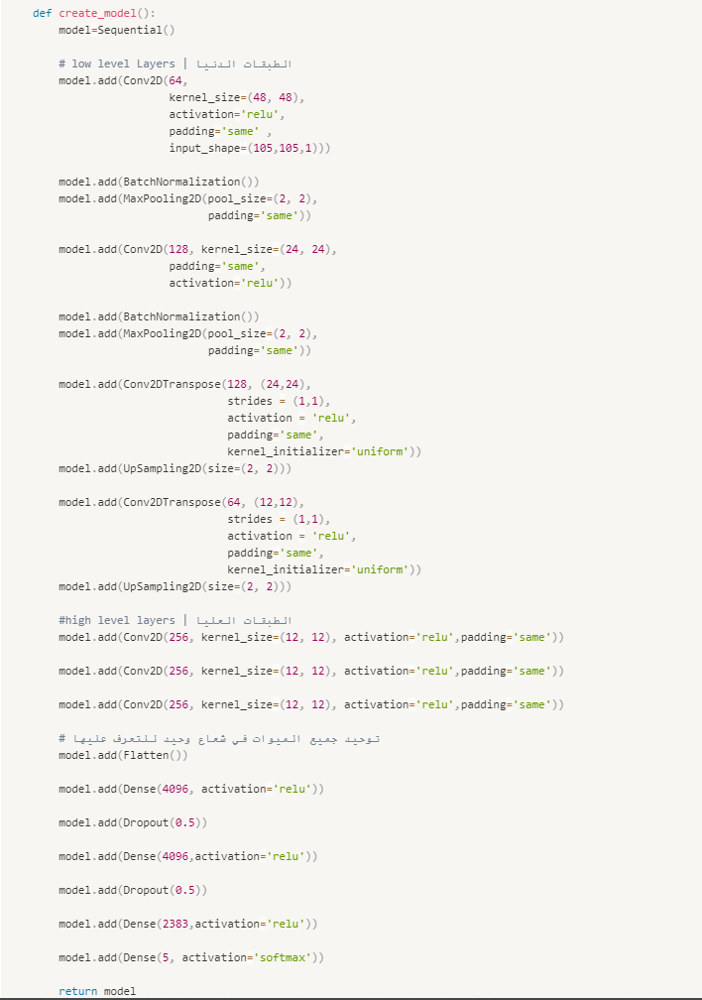 def create_model():
    model=Sequential()

    # low level Layers | الطبقات الدنيا
    model.add(Conv2D(64,
                     kernel_size=(48, 48),
                     activation='relu',
                     padding='same' ,
                     input_shape=(105,105,1)))

    model.add(BatchNormalization())
    model.add(MaxPooling2D(pool_size=(2, 2),
                           padding='same'))

    model.add(Conv2D(128, kernel_size=(24, 24),
                     padding='same',
                     activation='relu'))

    model.add(BatchNormalization())
    model.add(MaxPooling2D(pool_size=(2, 2),
                           padding='same'))

    model.add(Conv2DTranspose(128, (24,24),
                              strides = (1,1),
                              activation = 'relu',
                              padding='same',
                              kernel_initializer='uniform'))
    model.add(UpSampling2D(size=(2, 2)))

    model.add(Conv2DTranspose(64, (12,12),
                              strides = (1,1),
                              activation = 'relu',
                              padding='same',
                              kernel_initializer='uniform'))
    model.add(UpSampling2D(size=(2, 2)))

    #high level layers | الطبقات العليا
    model.add(Conv2D(256, kernel_size=(12, 12), activation='relu',padding='same'))

    model.add(Conv2D(256, kernel_size=(12, 12), activation='relu',padding='same'))

    model.add(Conv2D(256, kernel_size=(12, 12), activation='relu',padding='same'))

    # توحيد جميع الميوات في شعاع وحيد للتعرف عليها
    model.add(Flatten())

    model.add(Dense(4096, activation='relu'))

    model.add(Dropout(0.5))

    model.add(Dense(4096,activation='relu'))

    model.add(Dropout(0.5))

    model.add(Dense(2383,activation='relu'))

    model.add(Dense(5, activation='softmax'))

    return model